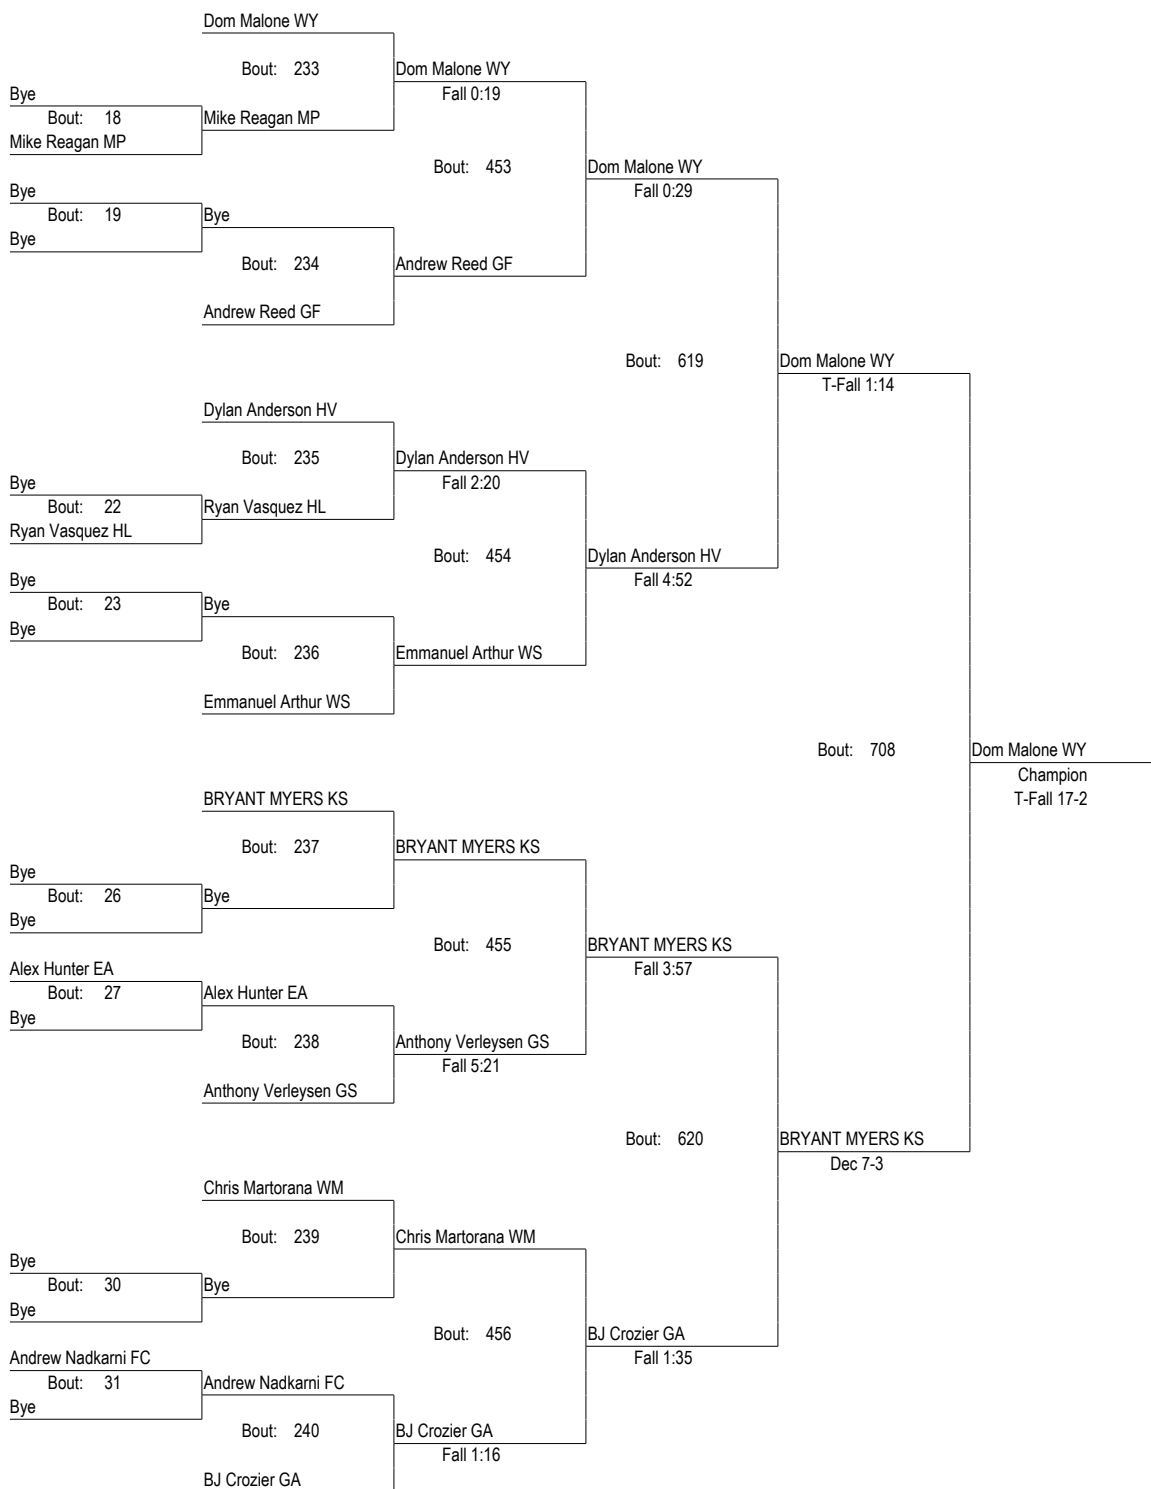 Dom Malone WY
Bout: 233
Dom Malone WY
Fall 0:19
Bye
Bout: 18
Mike Reagan MP
Mike Reagan MP
Bout: 453
Dom Malone WY
Fall 0:29
Bye
Bout: 19
Bye
Bye
Bout: 234
Andrew Reed GF
Andrew Reed GF
Bout: 619
Dom Malone WY
T-Fall 1:14
Dylan Anderson HV
Bout: 235
Dylan Anderson HV
Fall 2:20
Bye
Bout: 22
Ryan Vasquez HL
Ryan Vasquez HL
Bout: 454
Dylan Anderson HV
Fall 4:52
Bye
Bout: 23
Bye
Bye
Bout: 236
Emmanuel Arthur WS
Emmanuel Arthur WS
Bout: 708
Dom Malone WY
Champion
T-Fall 17-2
BRYANT MYERS KS
Bout: 237
BRYANT MYERS KS
Bye
Bout: 26
Bye
Bye
Bout: 455
BRYANT MYERS KS
Fall 3:57
Alex Hunter EA
Bout: 27
Alex Hunter EA
Bye
Bout: 238
Anthony Verleysen GS
Fall 5:21
Anthony Verleysen GS
Bout: 620
BRYANT MYERS KS
Dec 7-3
Chris Martorana WM
Bout: 239
Chris Martorana WM
Bye
Bout: 30
Bye
Bye
Bout: 456
BJ Crozier GA
Fall 1:35
Andrew Nadkarni FC
Bout: 31
Andrew Nadkarni FC
Bye
Bout: 240
BJ Crozier GA
Fall 1:16
BJ Crozier GA